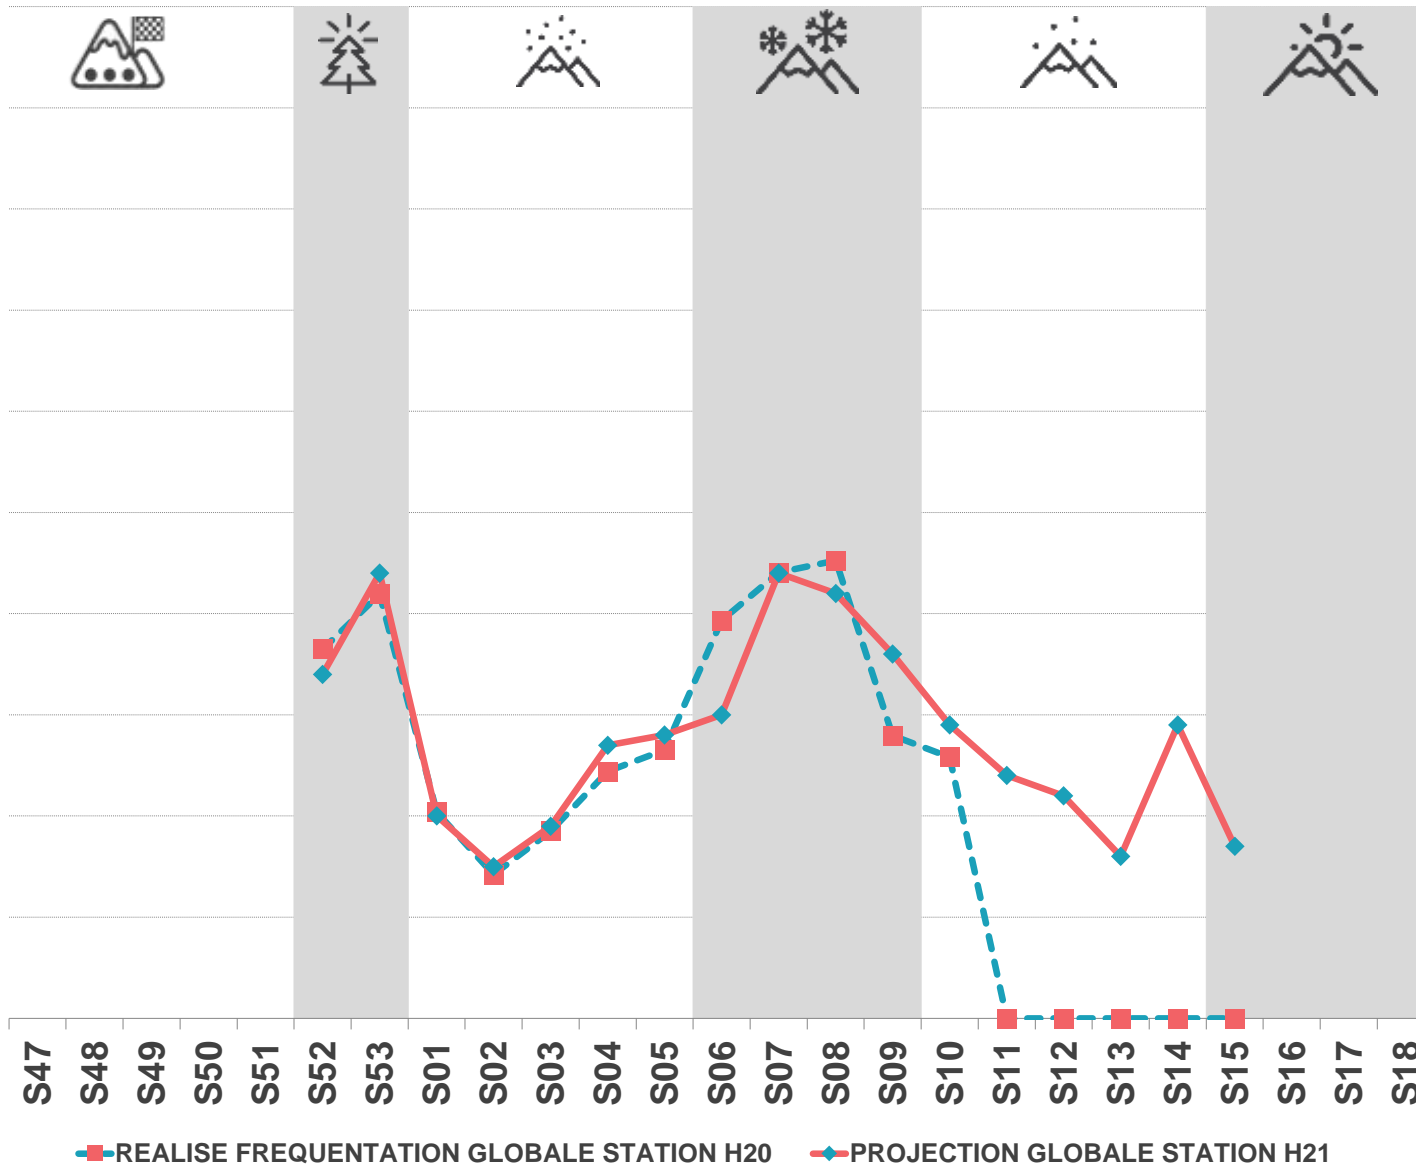 S47
S48
S49
S50
S51
S52
S53
S01
S02
S03
S04
S05
S06
S07
S08
S09
S10
S11
S12
S13
S14
S15
S16
S17
S18
REALISE FREQUENTATION GLOBALE STATION H20
PROJECTION GLOBALE STATION H21